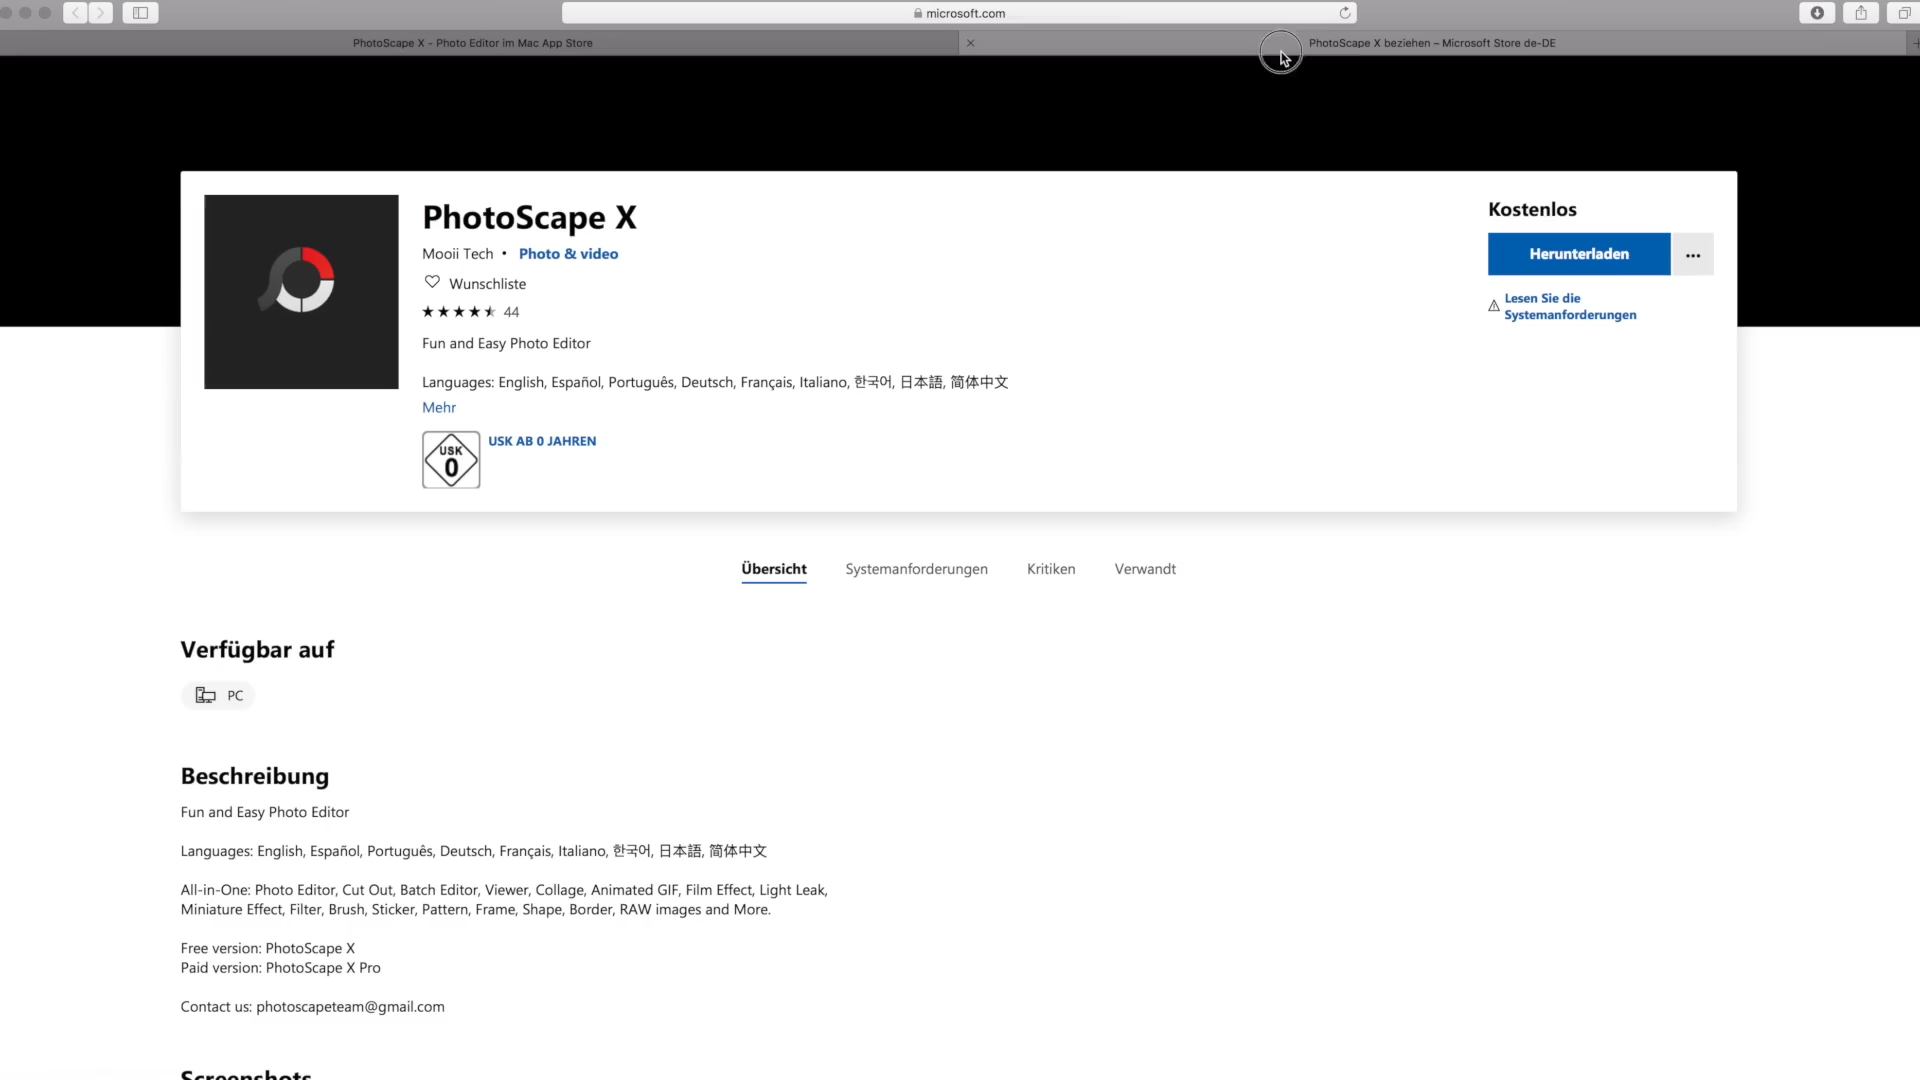 microsoft.com
PhotoScape X - Photo Editor im Mac App Store
PhotoScape X beziehen – Microsoft Store de-DE
PhotoScape X
Mooii Tech • Photo & video
Wunschliste
44
Fun and Easy Photo Editor
Languages: English, Español, Português, Deutsch, Français, Italiano, 한국어, 日本語, 简体中文
Mehr
USK
0
USK AB 0 JAHREN
Kostenlos
Herunterladen
Lesen Sie die
Systemanforderungen
Übersicht
Systemanforderungen
Kritiken
Verwandt
Verfügbar auf
PC
Beschreibung
Fun and Easy Photo Editor
Languages: English, Español, Português, Deutsch, Français, Italiano, 한국어, 日本語, 简体中文
All-in-One: Photo Editor, Cut Out, Batch Editor, Viewer, Collage, Animated GIF, Film Effect, Light Leak,
Miniature Effect, Filter, Brush, Sticker, Pattern, Frame, Shape, Border, RAW images and More.
Free version: PhotoScape X
Paid version: PhotoScape X Pro
Contact us: photoscapeteam@gmail.com
Screenshots